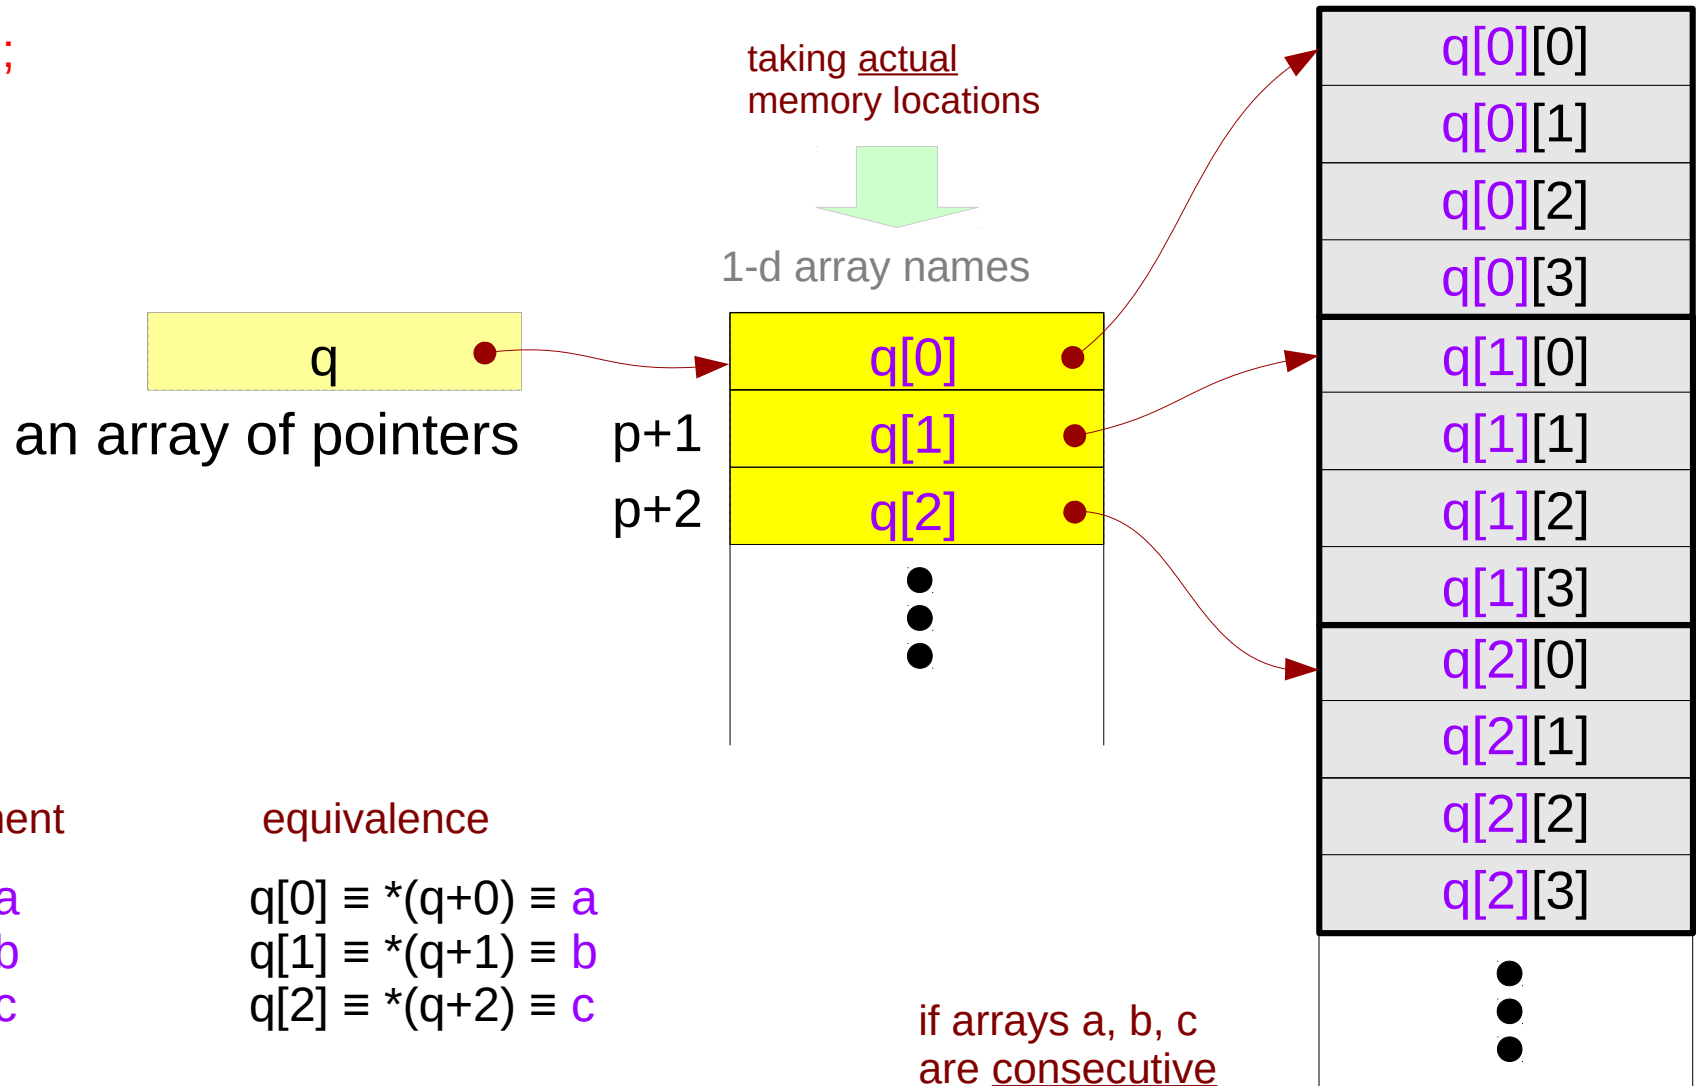 ;
taking actual
memory locations
1-d array names
q
an array of pointers
q[0]
p+1 q[1]
p+2 q[2]
q[0][0]
q[0][1]
q[0][2]
q[0][3]
q[1][0]
q[1][1]
q[1][2]
q[1][3]
q[2][0]
q[2][1]
q[2][2]
q[2][3]
equivalence
a
b
c
q[0] ≡ *(q+0) ≡ a
q[1] ≡ *(q+1) ≡ b
q[2] ≡ *(q+2) ≡ c
if arrays a, b, c
are consecutive